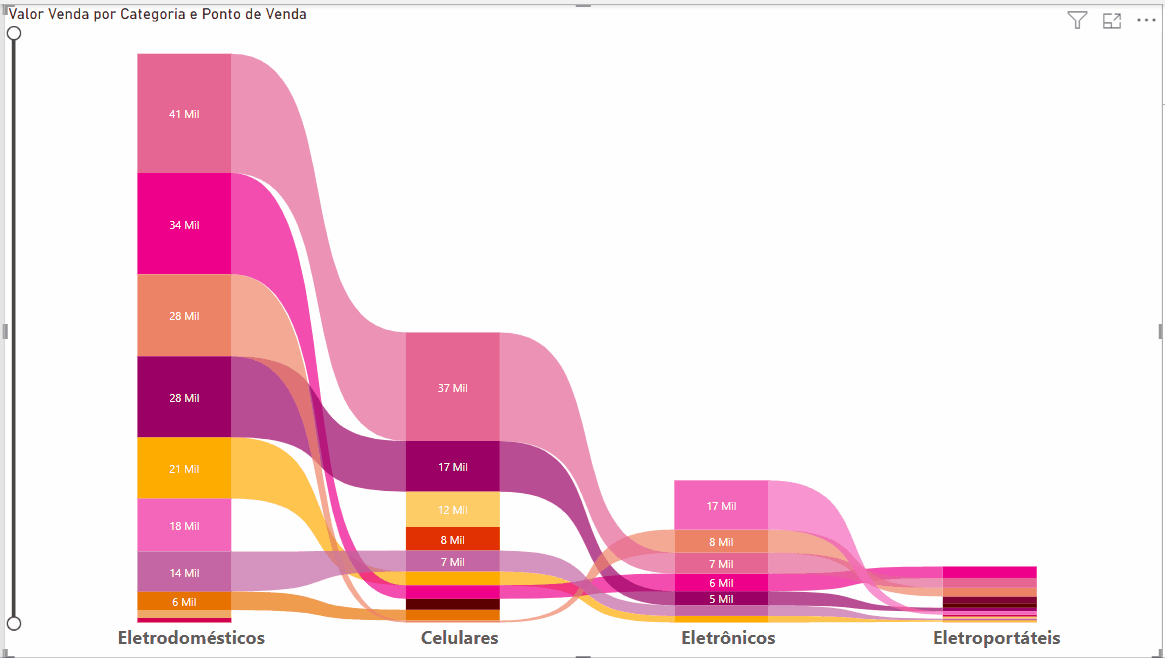 Valor Venda por Categoria e Ponto de Venda
41 Mil
34 Mil
28 Mil
28 Mil
21 Mil
18 Mil
14 Mil
6 Mil
37 Mil
17 Mil
12 Mil
8 Mil
7 Mil
17 Mil
8 Mil
7 Mil
6 Mil
5 Mil
Eletrodomésticos Celulares Eletrônicos Eletroportáteis